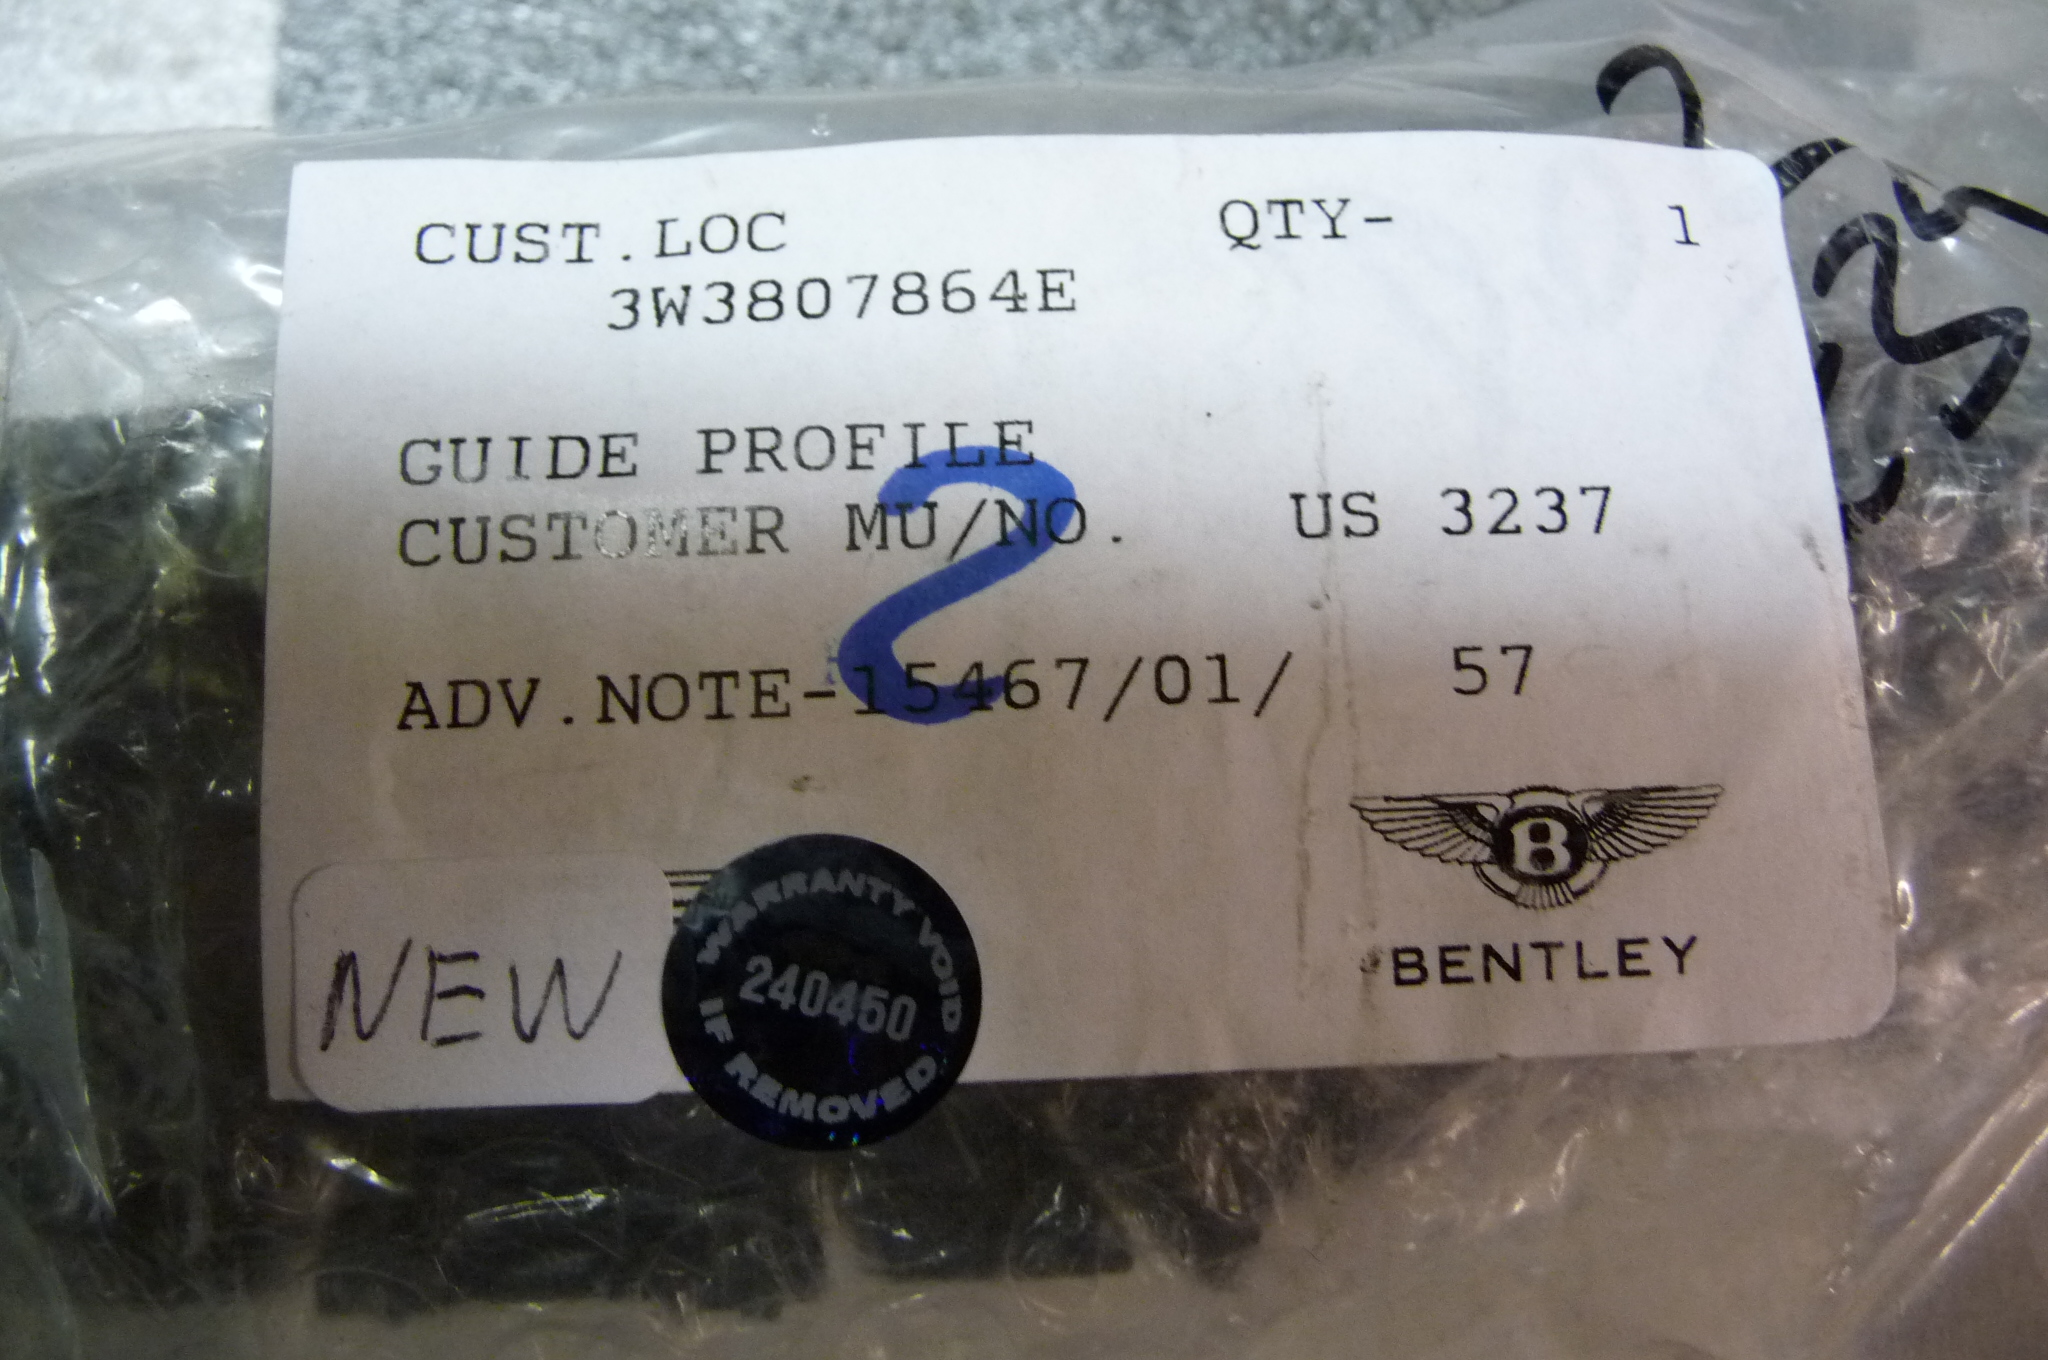 CUST.LOC QTY- 1
3W3807864E
GUIDE PROFILE
CUSTOMER MU/NO. US 3237
2
ADV.NOTE-15467/01/ 57
B
BENTLEY
NEW
WARRANTY VOID
240450
IF REMOVED